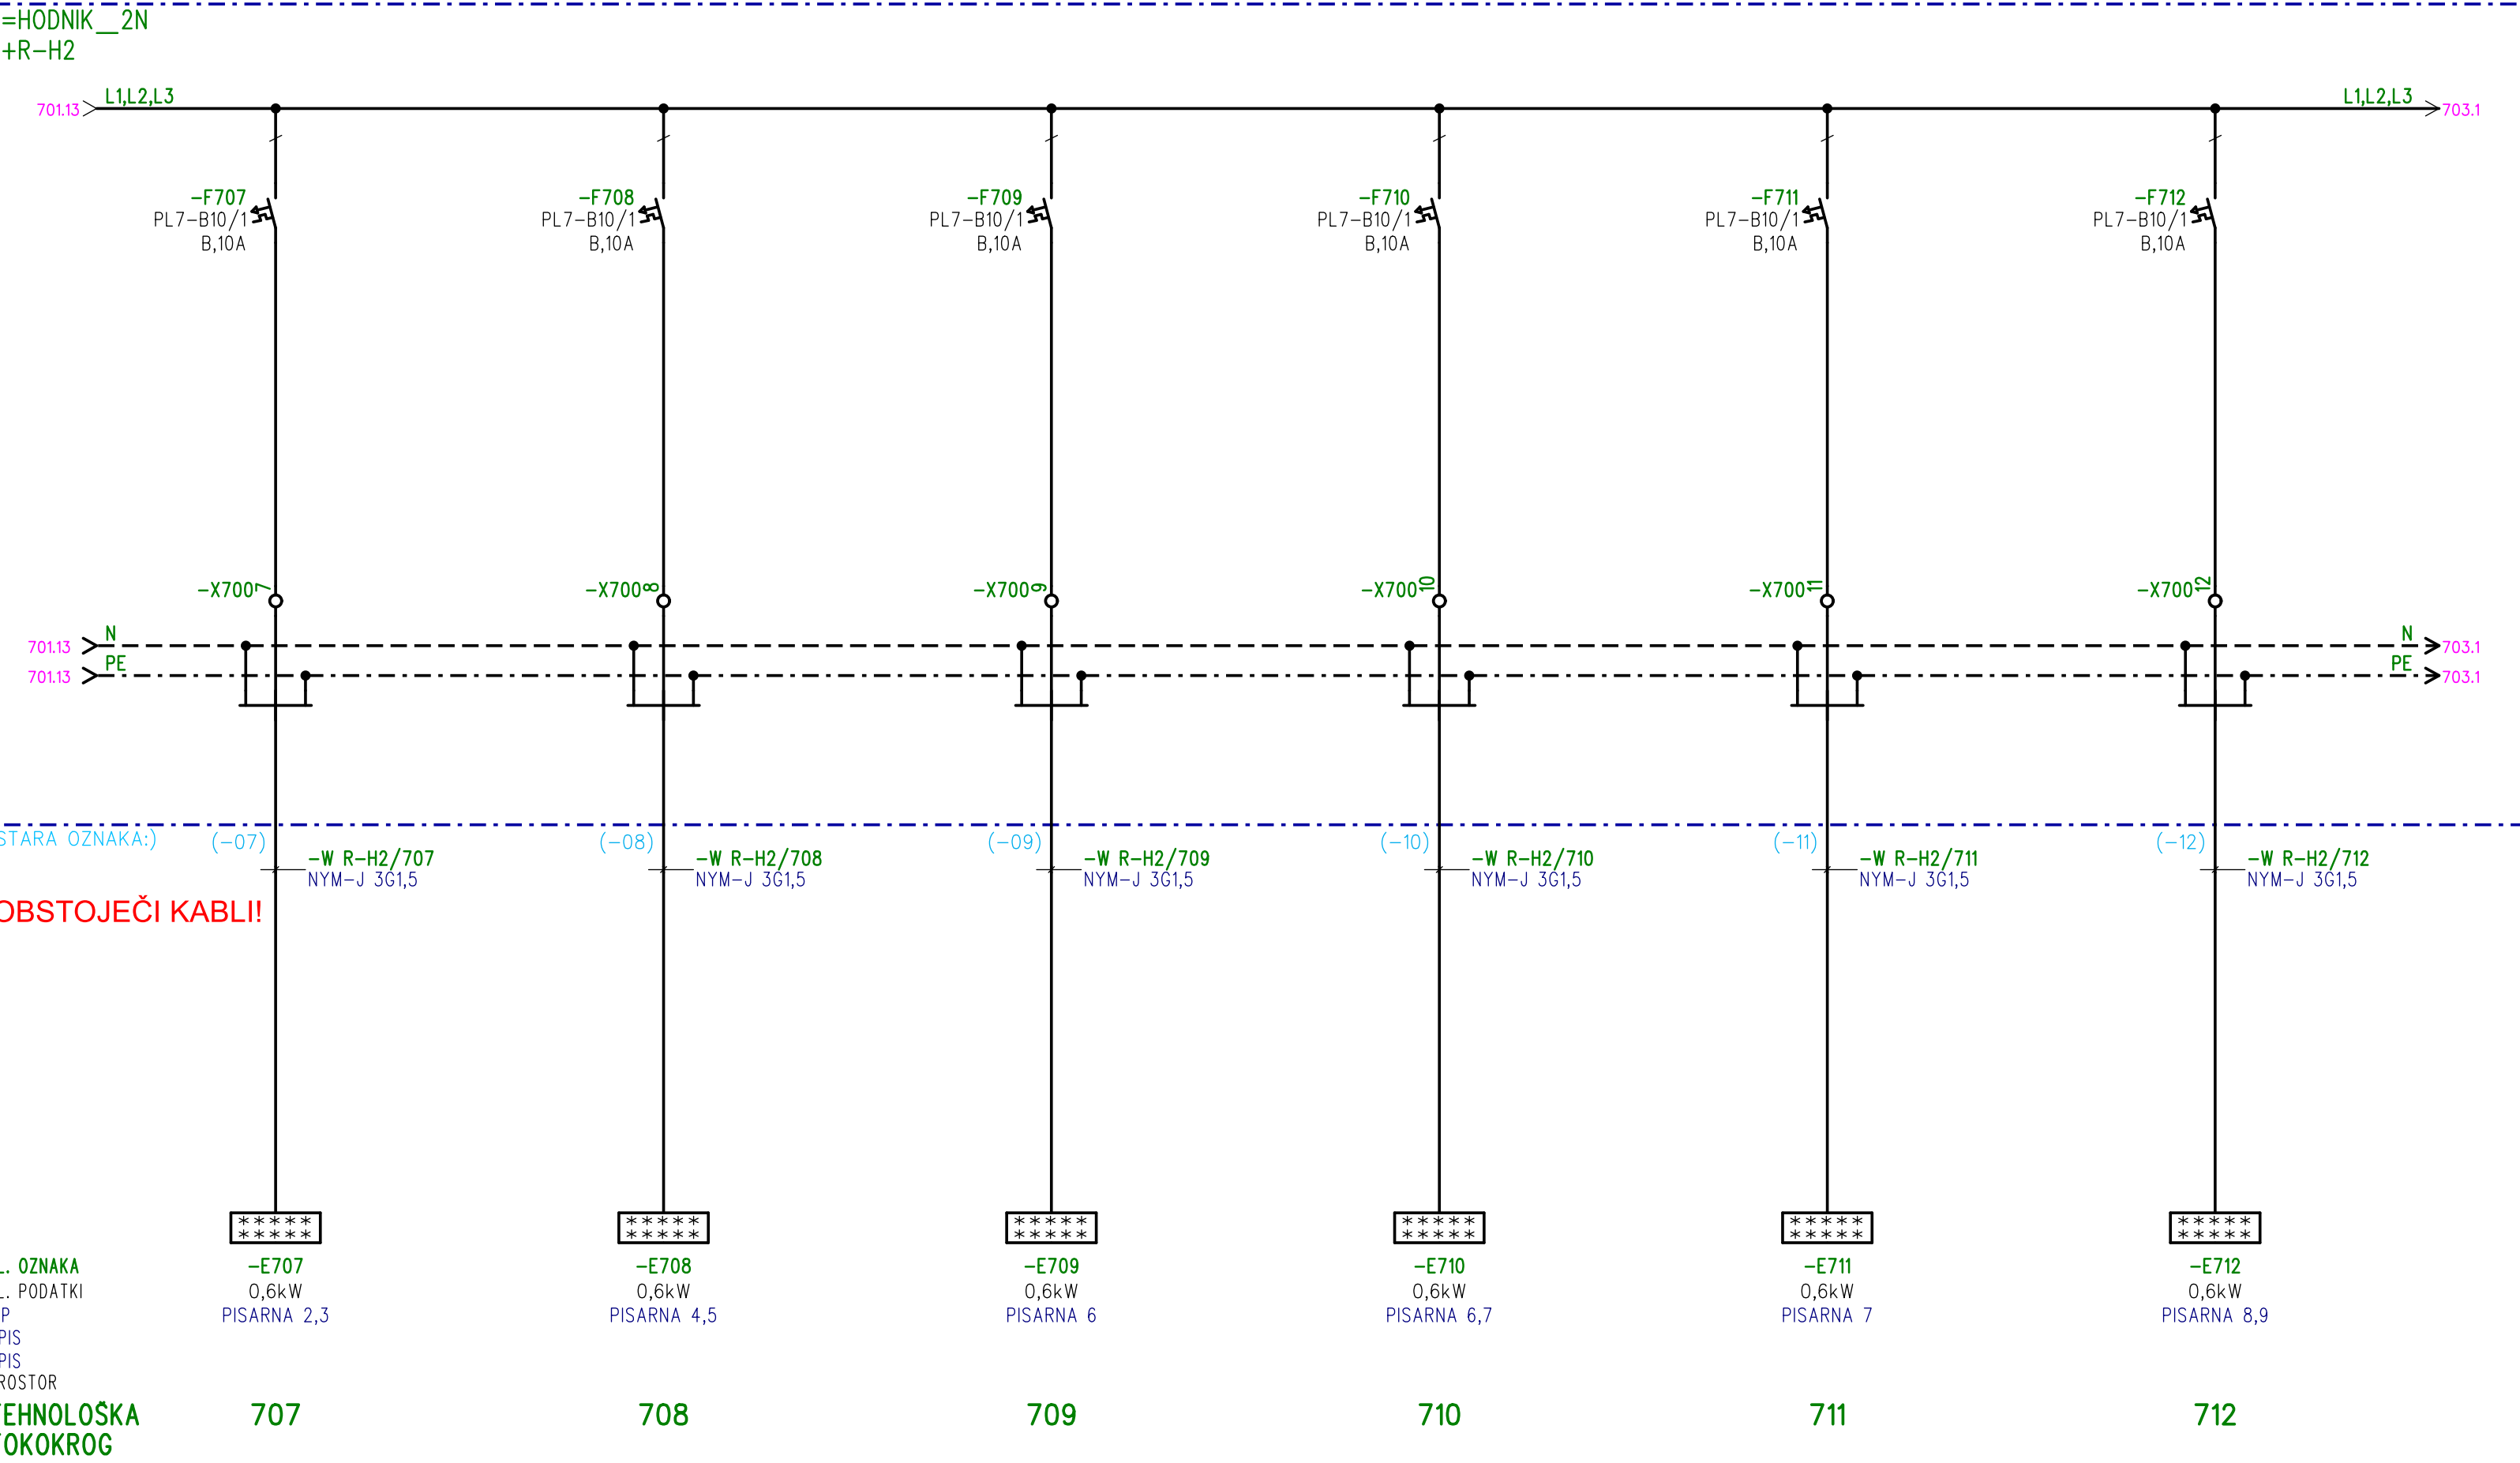 =HODNIK__2N
+R-H2
L1,L2,L3 L1,L2,L3
701.13 703.1
-F707 -F708 -F709 -F710 -F711 -F712
PL7-B10/1 PL7-B10/1 PL7-B10/1 PL7-B10/1 PL7-B10/1 PL7-B10/1
B,10A B,10A B,10A B,10A B,10A B,10A
-X700 7 -X700 8 -X700 9 -X700 10 -X700 11 -X700 12
N N
701.13 703.1
PE PE
701.13 703.1
STARA OZNAKA:) (-07) (-08) (-09) (-10) (-11) (-12)
-W R-H2/707 -W R-H2/708 -W R-H2/709 -W R-H2/710 -W R-H2/711 -W R-H2/712
NYM-J 3G1,5 NYM-J 3G1,5 NYM-J 3G1,5 NYM-J 3G1,5 NYM-J 3G1,5 NYM-J 3G1,5
OBSTOJEČI KABLI!
***** ***** ***** ***** ***** *****
***** ***** ***** ***** ***** *****
L. OZNAKA -E707 -E708 -E709 -E710 -E711 -E712
L. PODATKI 0,6kW 0,6kW 0,6kW 0,6kW 0,6kW 0,6kW
P PISARNA 2,3 PISARNA 4,5 PISARNA 6 PISARNA 6,7 PISARNA 7 PISARNA 8,9
PIS
PIS
ROSTOR
TEHNOLOŠKA 707 708 709 710 711 712
TOKOKROG